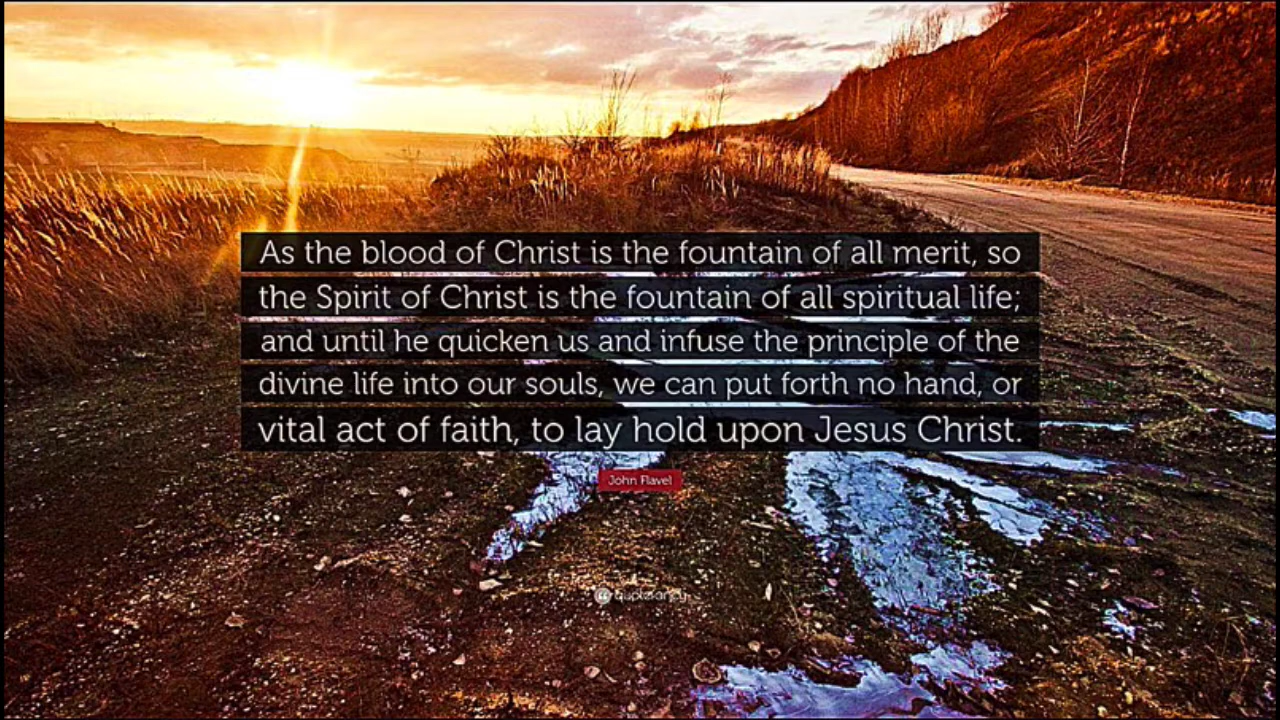 As the blood of Christ is the fountain of all merit, so
the Spirit of Christ is the fountain of all spiritual life;
and until he quicken us and infuse the principle of the
divine life into our souls, we can put forth no hand, or
vital act of faith, to lay hold upon Jesus Christ.
John Flavel